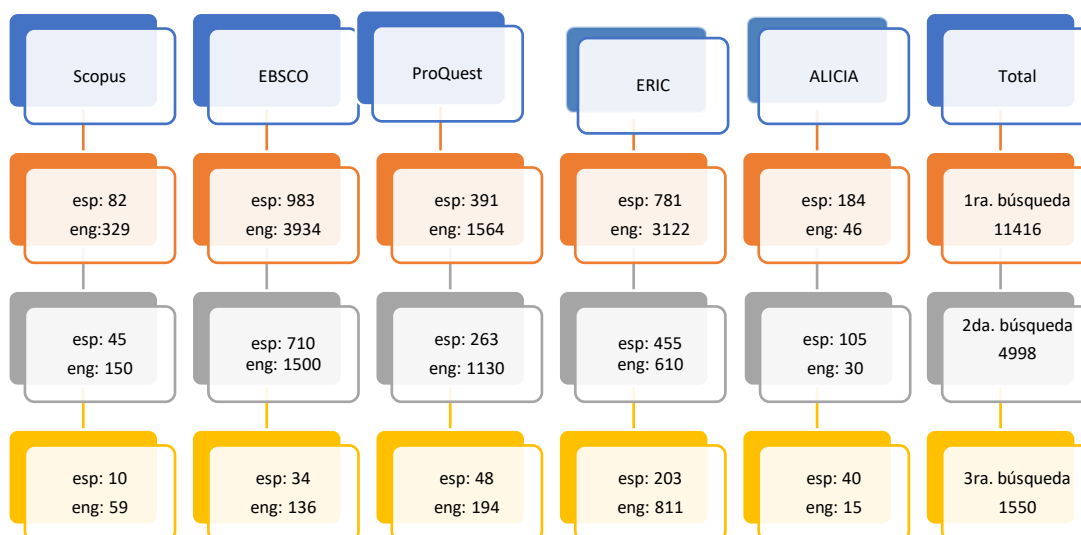 Scopus
EBSCO
ProQuest
ERIC
ALICIA
Total
esp: 82
eng:329
esp: 983
eng: 3934
esp: 391
eng: 1564
esp: 781
eng: 3122
esp: 184
eng: 46
1ra. búsqueda
11416
esp: 45
eng: 150
esp: 710
eng: 1500
esp: 263
eng: 1130
esp: 455
eng: 610
esp: 105
eng: 30
2da. búsqueda
4998
esp: 10
eng: 59
esp: 34
eng: 136
esp: 48
eng: 194
esp: 203
eng: 811
esp: 40
eng: 15
3ra. búsqueda
1550